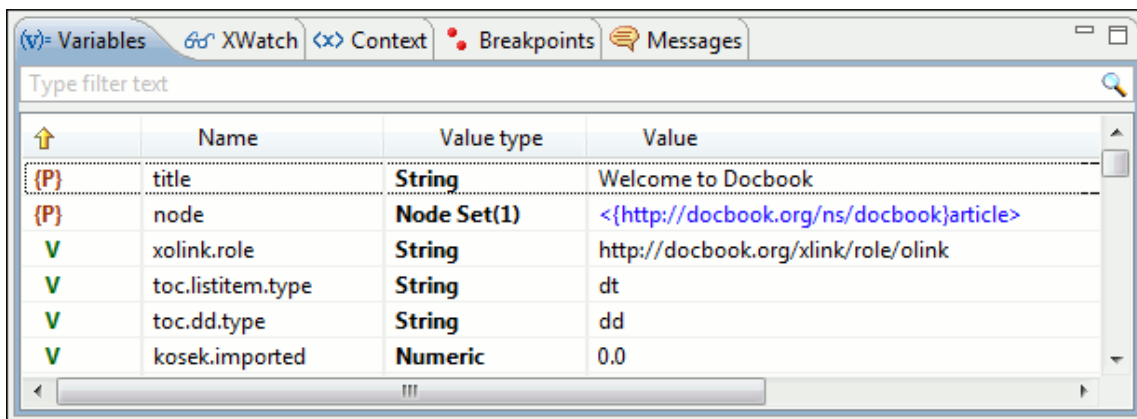 (v)= Variables XWatch <x> Context Breakpoints Messages
Type filter text
Name Value type Value
{P} title String Welcome to Docbook
{P} node Node Set(1) <{http://docbook.org/ns/docbook}article>
V xolink.role String http://docbook.org/xlink/role/olink
V toc.listitem.type String dt
V toc.dd.type String dd
V kosek.imported Numeric 0.0